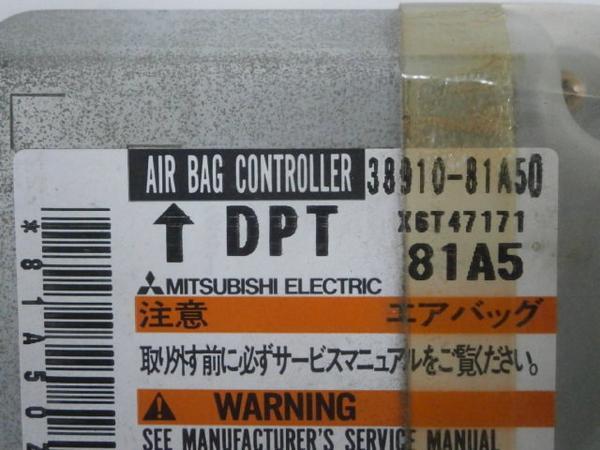 AIR BAG CONTROLLER 38910-81A50
↑ DPT X6T47171
81A5
MITSUBISHI ELECTRIC
注意 エアバッグ
取り外す前に必ずサービスマニュアルをご覧ください。
WARNING
SEE MANUFACTURER'S SERVICE MANUAL
*81A50